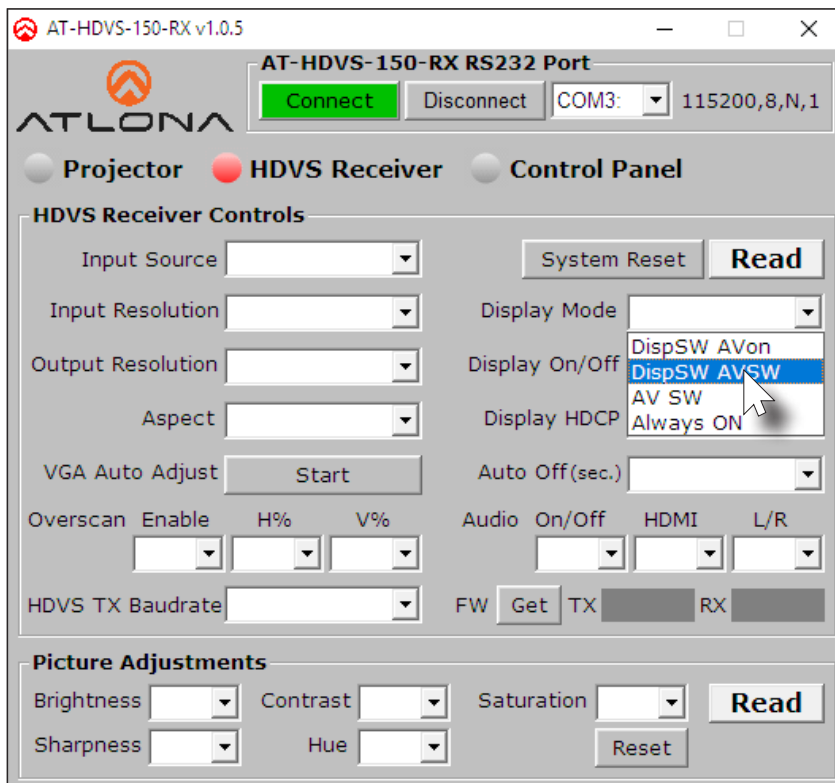 AT-HDVS-150-RX v1.0.5
ATLONA
AT-HDVS-150-RX RS232 Port
Connect Disconnect COM3: 115200,8,N,1
Projector HDVS Receiver Control Panel
HDVS Receiver Controls
Input Source System Reset Read
Input Resolution Display Mode
DispSW AVon
Output Resolution Display On/Off DispSW AVSW
AV SW
Aspect Display HDCP Always ON
VGA Auto Adjust Start Auto Off(sec.)
Overscan Enable H% V% Audio On/Off HDMI L/R
HDVS TX Baudrate FW Get TX RX
Picture Adjustments
Brightness Contrast Saturation Read
Sharpness Hue Reset